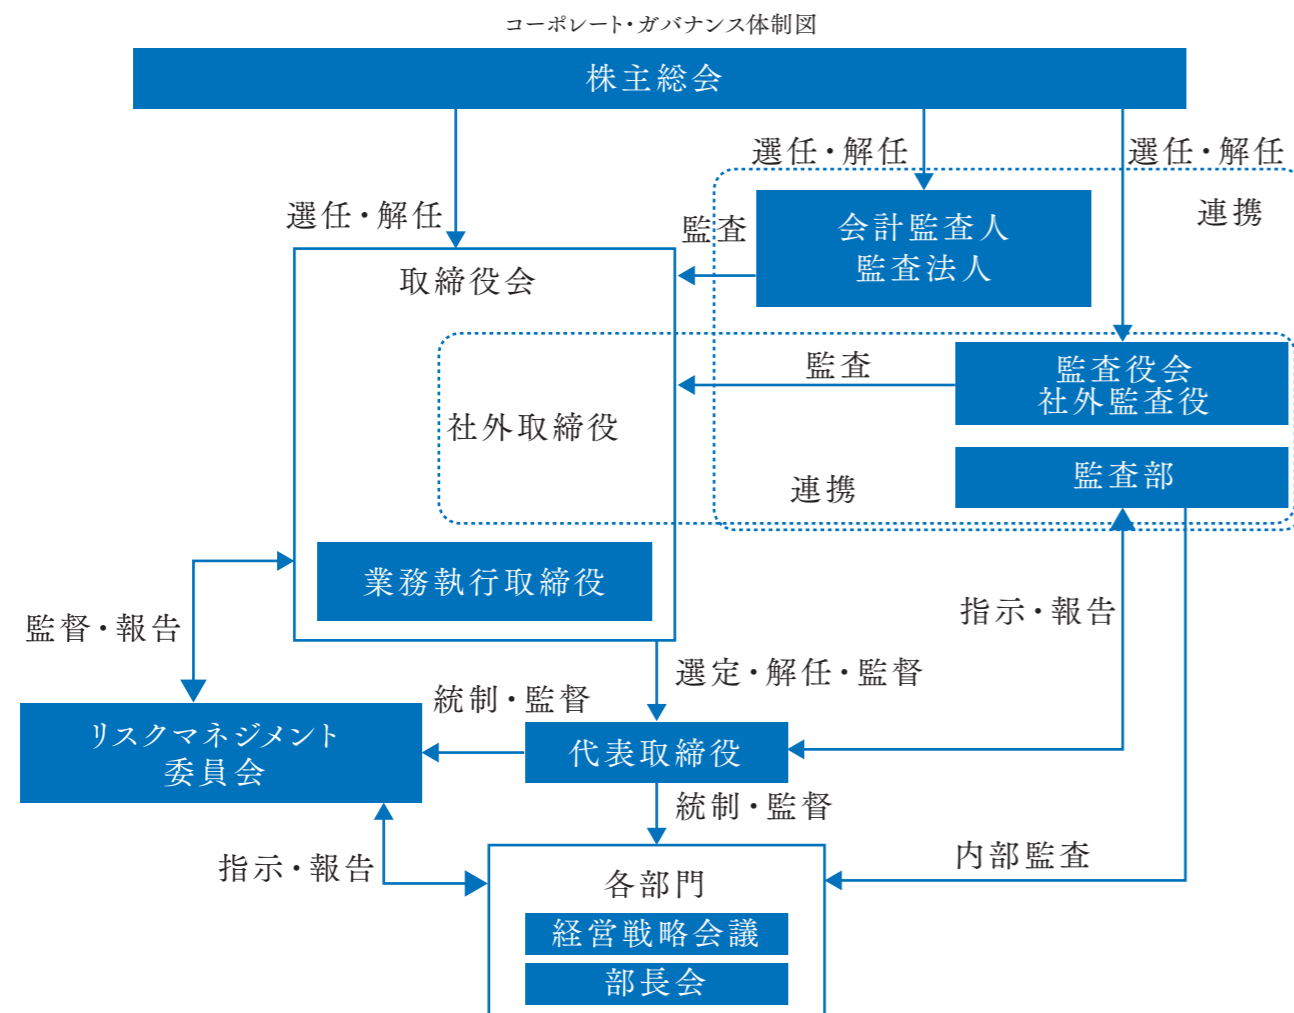 コーポレート・ガバナンス体制図
株主総会
選任・解任
選任・解任
選任・解任
連携
監査
会計監査人
監査法人
取締役会
監査
監査役会
社外監査役
社外取締役
監査部
連携
業務執行取締役
指示・報告
監督・報告
選定・解任・監督
統制・監督
リスクマネジメント
委員会
代表取締役
統制・監督
内部監査
指示・報告
各部門
経営戦略会議
部長会